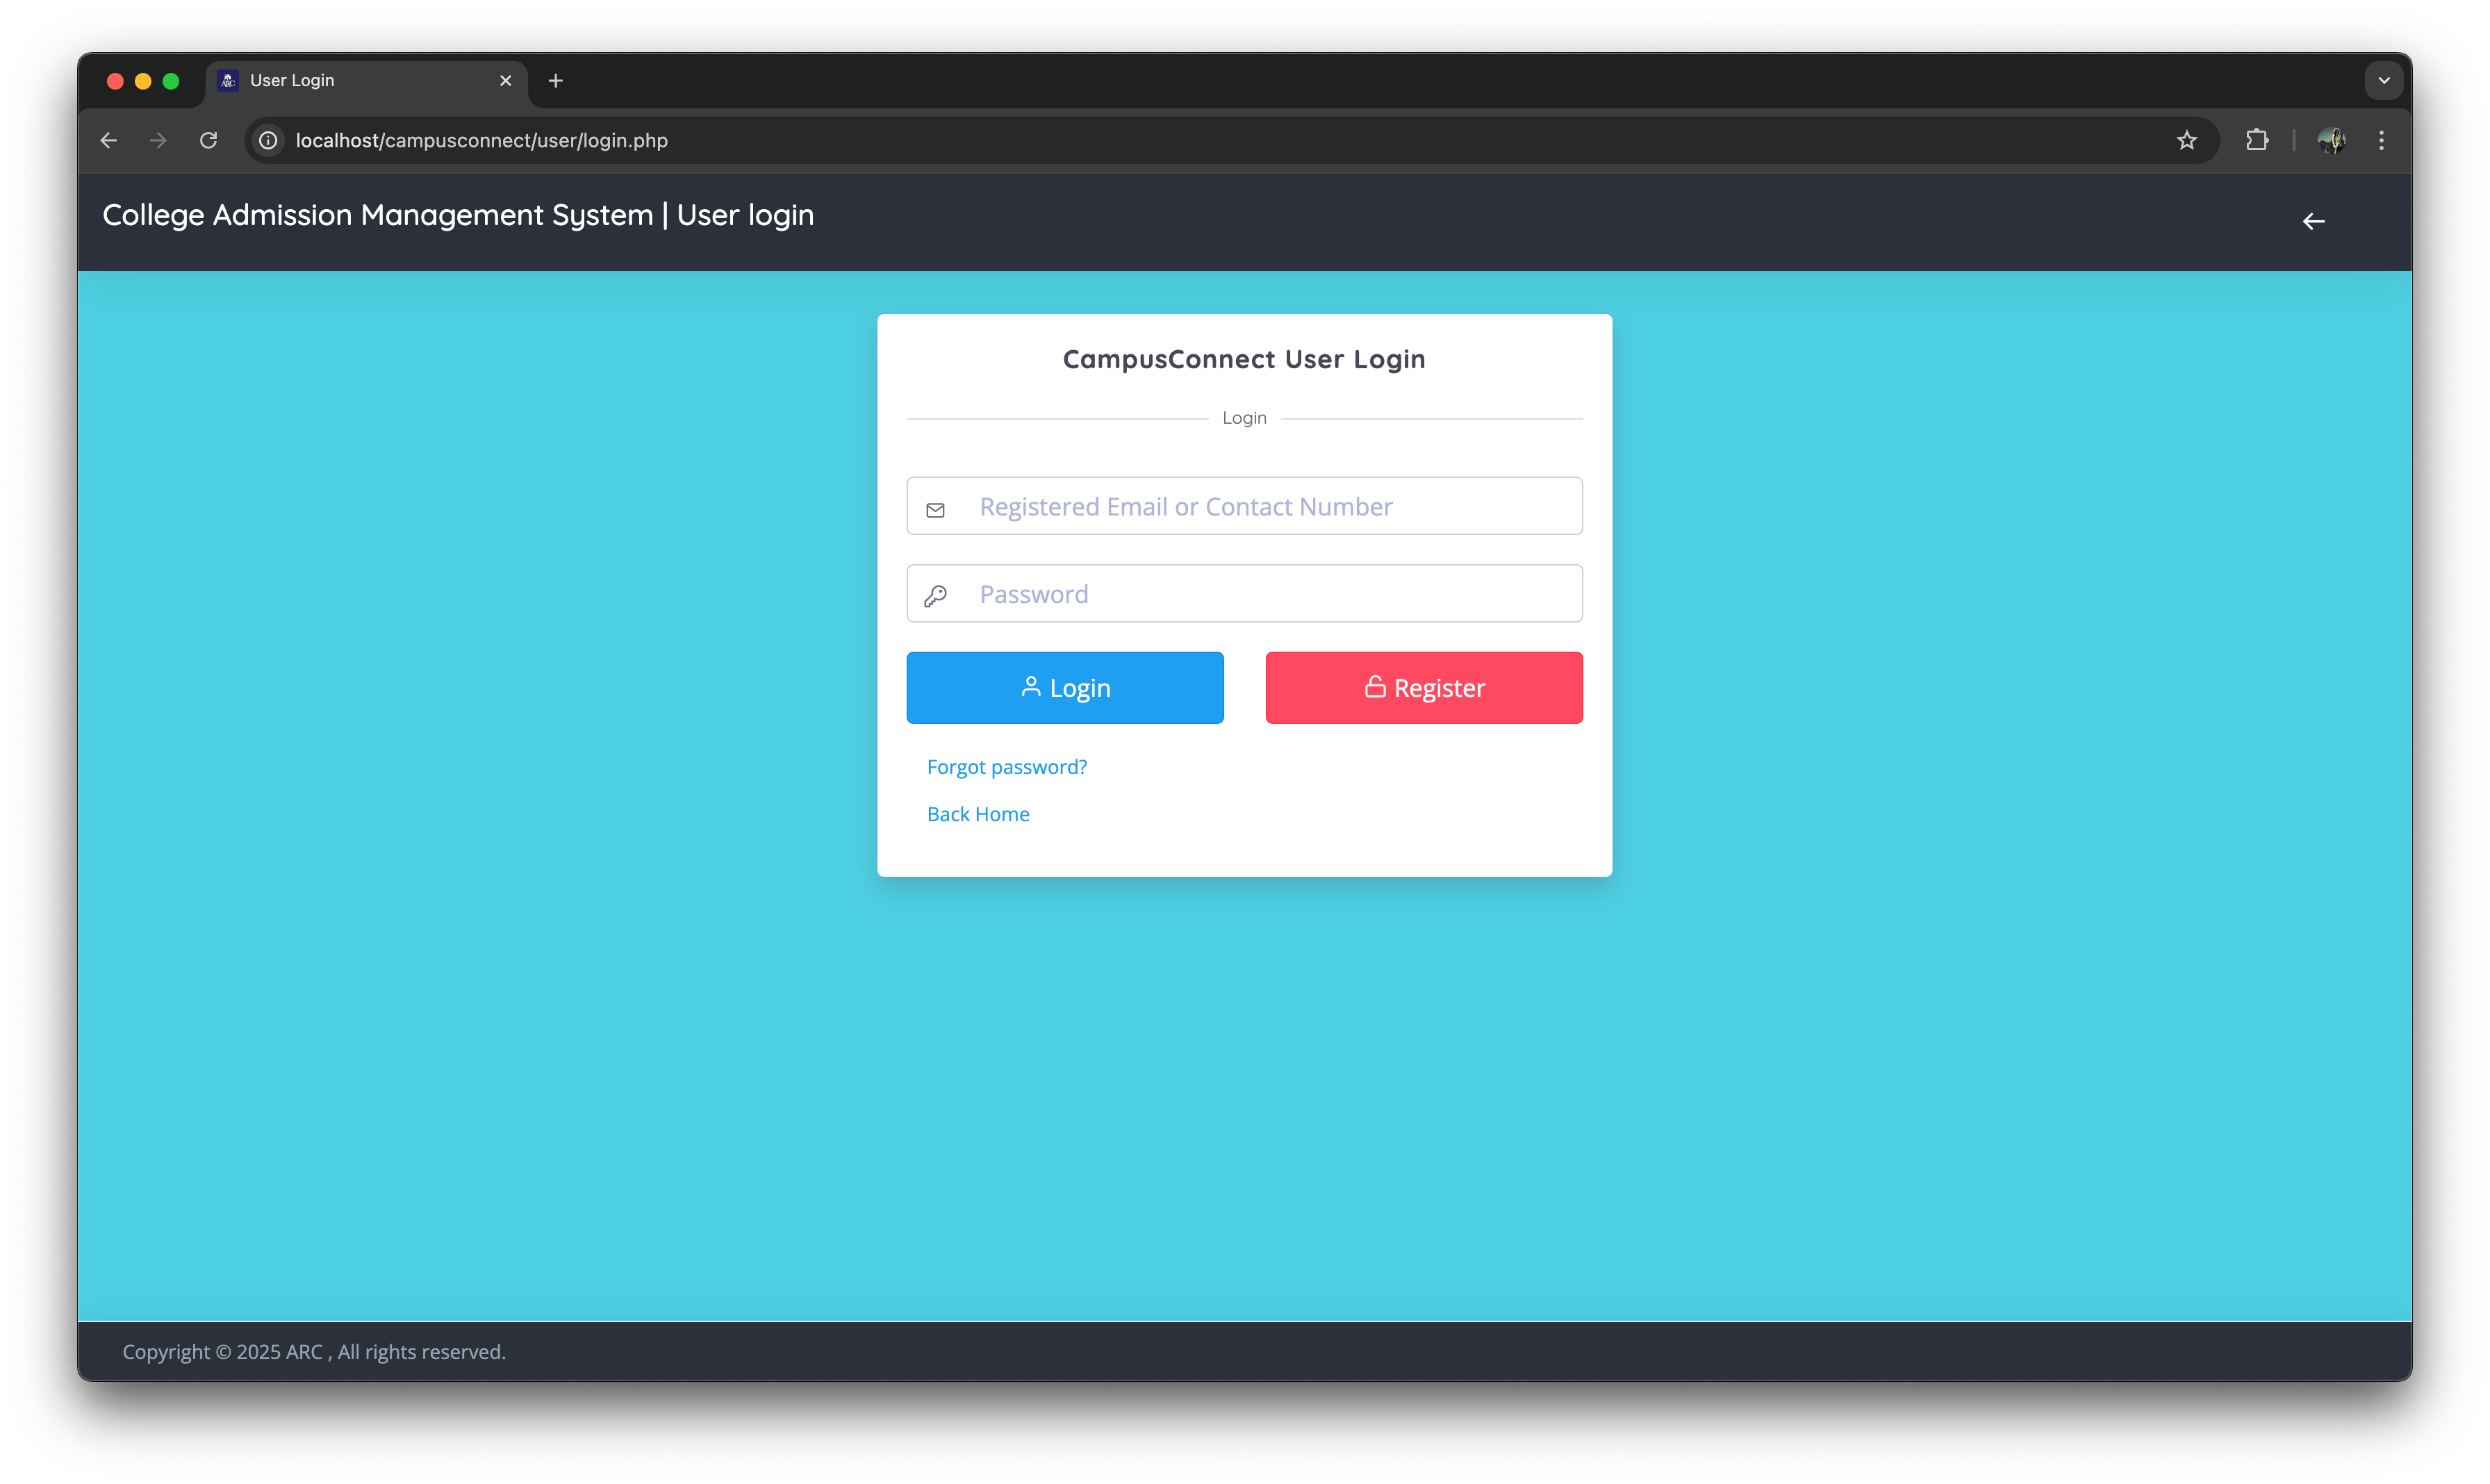 User Login
localhost/campusconnect/user/login.php
College Admission Management System | User login
CampusConnect User Login
Login
Registered Email or Contact Number
Password
Login
Register
Forgot password?
Back Home
Copyright © 2025 ARC , All rights reserved.